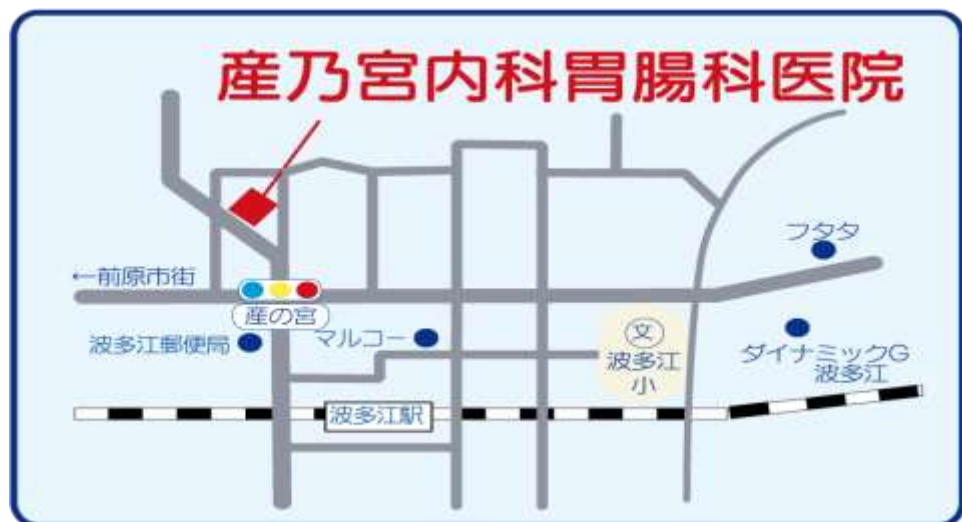 産乃宮内科胃腸科医院
フタタ
←前原市街
産の宮
波多江郵便局
マルコー
文
波多江
小
ダイナミックG
波多江
波多江駅